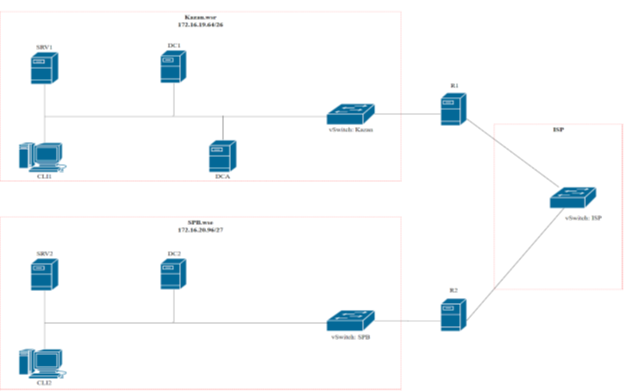 Kazan.wsr
172.16.19.64/26
SRV1
DC1
R1
vSwitch: Kazan
ISP
CLI1
DCA
vSwitch: ISP
SPB.wsr
172.16.20.96/27
SRV2
DC2
R2
vSwitch: SPB
CLI2